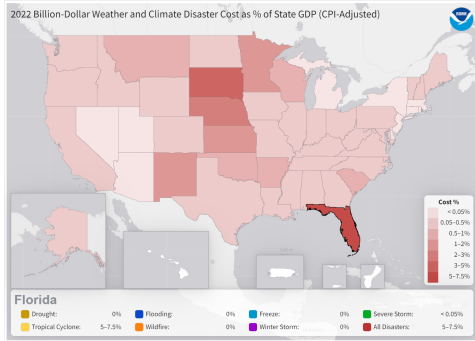 2022 Billion-Dollar Weather and Climate Disaster Cost as % of State GDP (CPI-Adjusted)
NOAA
Cost %
< 0.05%
0.05–0.5%
0.5–1%
1–2%
2–3%
3–5%
5–7.5%
Florida
Drought: 0% Flooding: 0% Freeze: 0% Severe Storm: < 0.05%
Tropical Cyclone: 5–7.5% Wildfire: 0% Winter Storm: 0% All Disasters: 5–7.5%